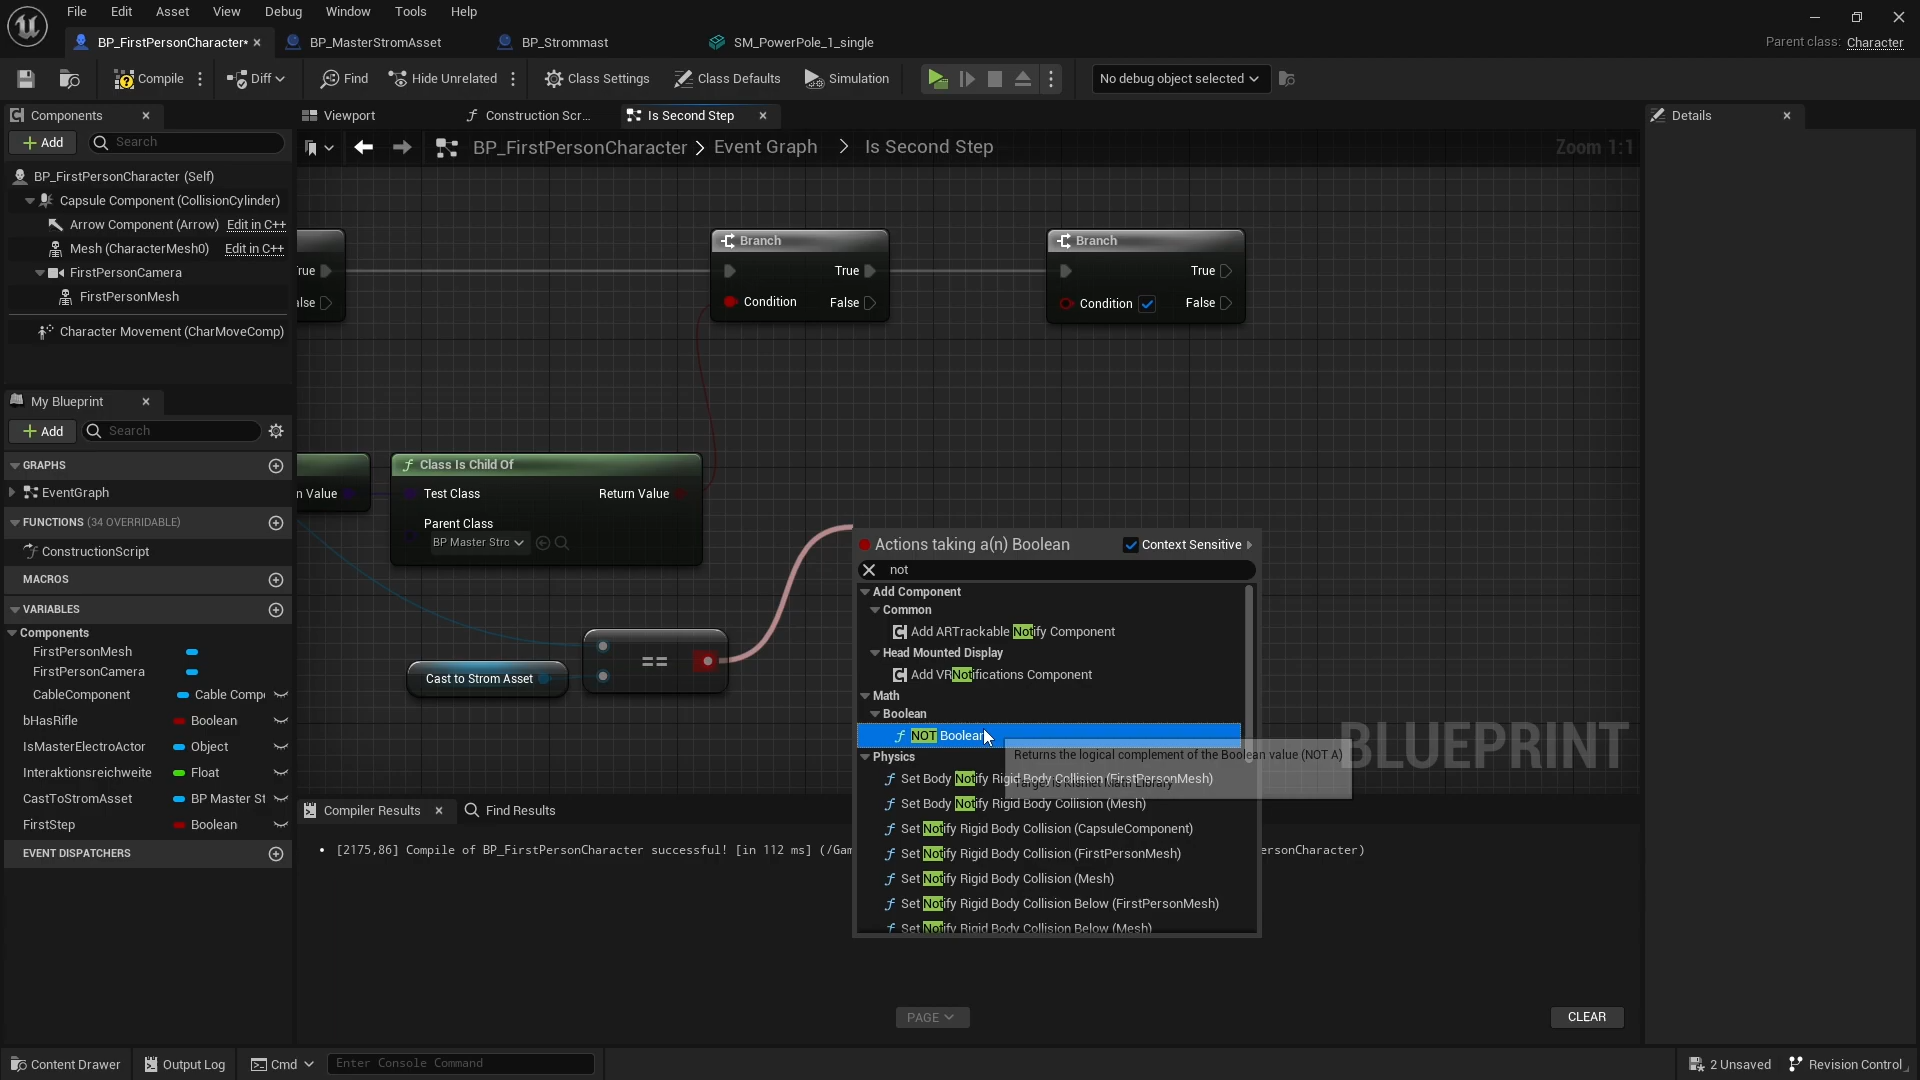 File Edit Asset View Debug Window Tools Help
BP_FirstPersonCharacter* BP_MasterStromAsset BP_Strommast SM_PowerPole_1_single
Parent class: Character
Compile Diff Find Hide Unrelated Class Settings Class Defaults Simulation No debug object selected
Components
Add Search
BP_FirstPersonCharacter (Self)
Capsule Component (CollisionCylinder)
Arrow Component (Arrow) Edit in C++
Mesh (CharacterMesh0) Edit in C++
FirstPersonCamera
FirstPersonMesh
Character Movement (CharMoveComp)
My Blueprint
Add Search
GRAPHS
EventGraph
FUNCTIONS (34 OVERRIDABLE)
ConstructionScript
MACROS
VARIABLES
Components
FirstPersonMesh
FirstPersonCamera
CableComponent Cable Comp
bHasRifle Boolean
IsMasterElectroActor Object
Interaktionsreichweite Float
CastToStromAsset BP Master St
FirstStep Boolean
EVENT DISPATCHERS
Viewport Construction Scr... Is Second Step
BP_FirstPersonCharacter > Event Graph > Is Second Step
Zoom 1:1
rue
alse
Branch
True
Condition False
Branch
True
Condition False
n Value
Class Is Child Of
Test Class Return Value
Parent Class
BP Master Stro
Cast to Strom Asset
==
Actions taking a(n) Boolean Context Sensitive
not
Add Component
Common
Add ARTrackable Notify Component
Head Mounted Display
Add VRNotifications Component
Math
Boolean
NOT Boolean
Returns the logical complement of the Boolean value (NOT A)
Target is Kismet Math Library
Physics
Set Body Notify Rigid Body Collision (FirstPersonMesh)
Set Body Notify Rigid Body Collision (Mesh)
Set Notify Rigid Body Collision (CapsuleComponent)
Set Notify Rigid Body Collision (FirstPersonMesh)
Set Notify Rigid Body Collision (Mesh)
Set Notify Rigid Body Collision Below (FirstPersonMesh)
Set Notify Rigid Body Collision Below (Mesh)
BLUEPRINT
Compiler Results Find Results
[2175,86] Compile of BP_FirstPersonCharacter successful! [in 112 ms] (/Gam ersonCharacter)
PAGE CLEAR
Details
Content Drawer Output Log Cmd Enter Console Command 2 Unsaved Revision Control